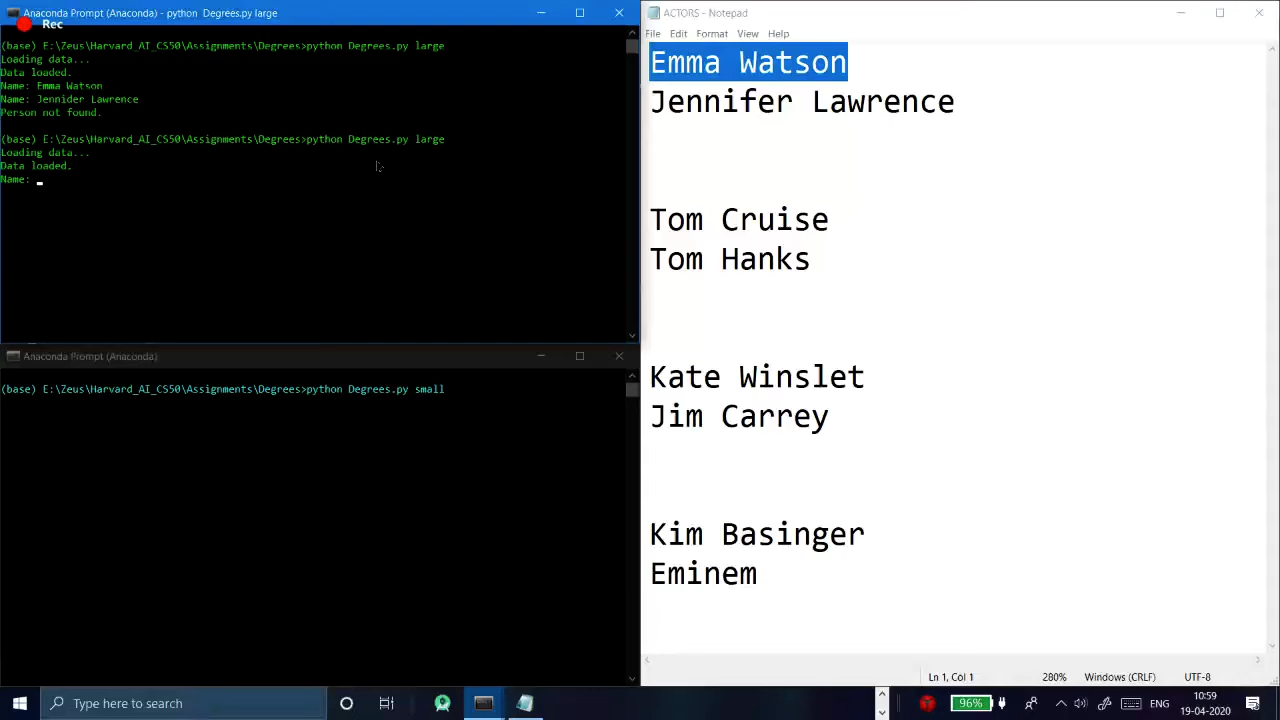 Anaconda Prompt (Anaconda) - python Degrees.py large
Rec
(base) E:\Zeus\Harvard_AI_CS50\Assignments\Degrees>python Degrees.py large
Loading data...
Data loaded.
Name: Emma Watson
Name: Jennider Lawrence
Person not found.
(base) E:\Zeus\Harvard_AI_CS50\Assignments\Degrees>python Degrees.py large
Loading data...
Data loaded.
Name:
Anaconda Prompt (Anaconda)
(base) E:\Zeus\Harvard_AI_CS50\Assignments\Degrees>python Degrees.py small
ACTORS - Notepad
File Edit Format View Help
Emma Watson
Jennifer Lawrence
Tom Cruise
Tom Hanks
Kate Winslet
Jim Carrey
Kim Basinger
Eminem
Ln 1, Col 1 280% Windows (CRLF) UTF-8
Type here to search
96%
ENG
10:59
19-04-2020